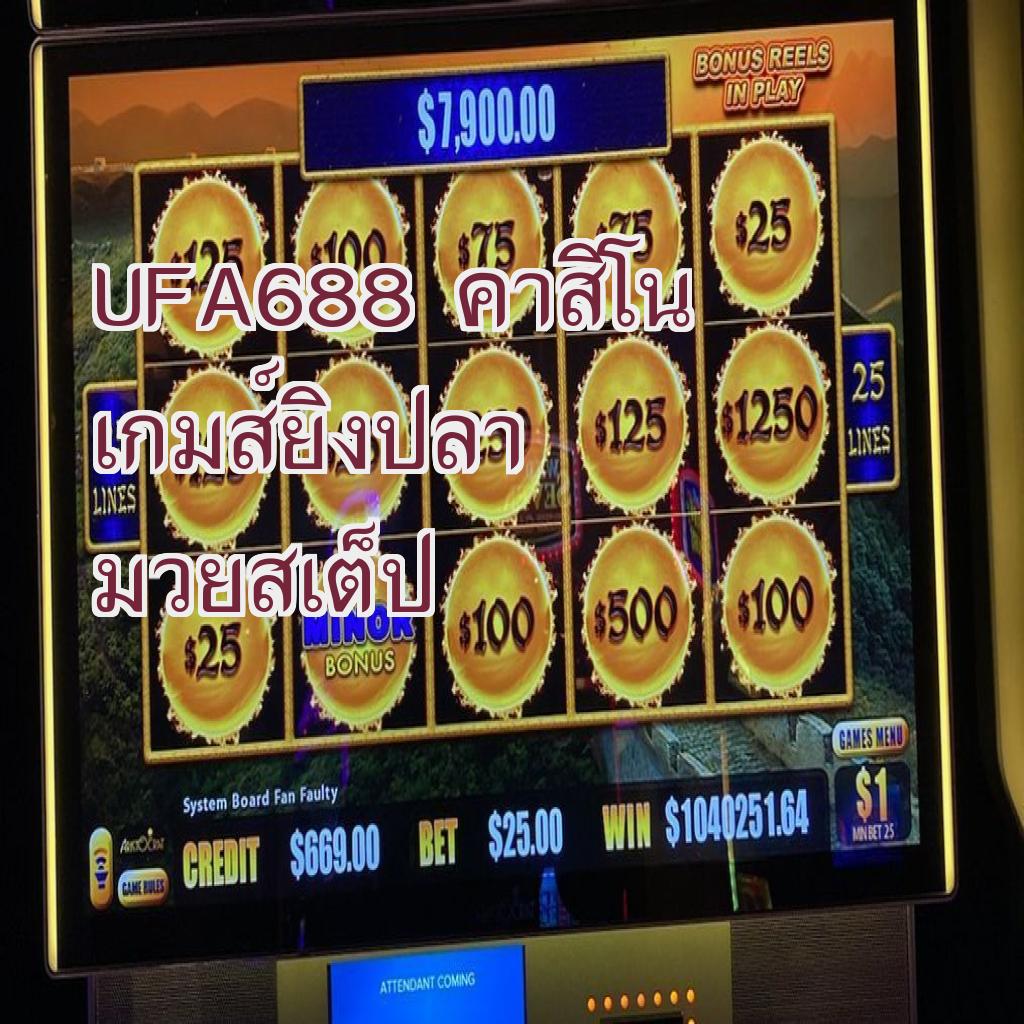 BONUS REELS
IN PLAY
$7,900.00
$125 $100 $75 $75 $25
UFA688 คาสิโน
เกมส์ยิงปลา
มวยสเต็ป
$125 $1250
25
LINES
LINES
$25 MINOR
BONUS
$100 $500 $100
GAMES MENU
System Board Fan Faulty
$1
MIN BET 25
ARISTOCRAT
GAME RULES
CREDIT $669.00 BET $25.00 WIN $1040251.64
ATTENDANT COMING